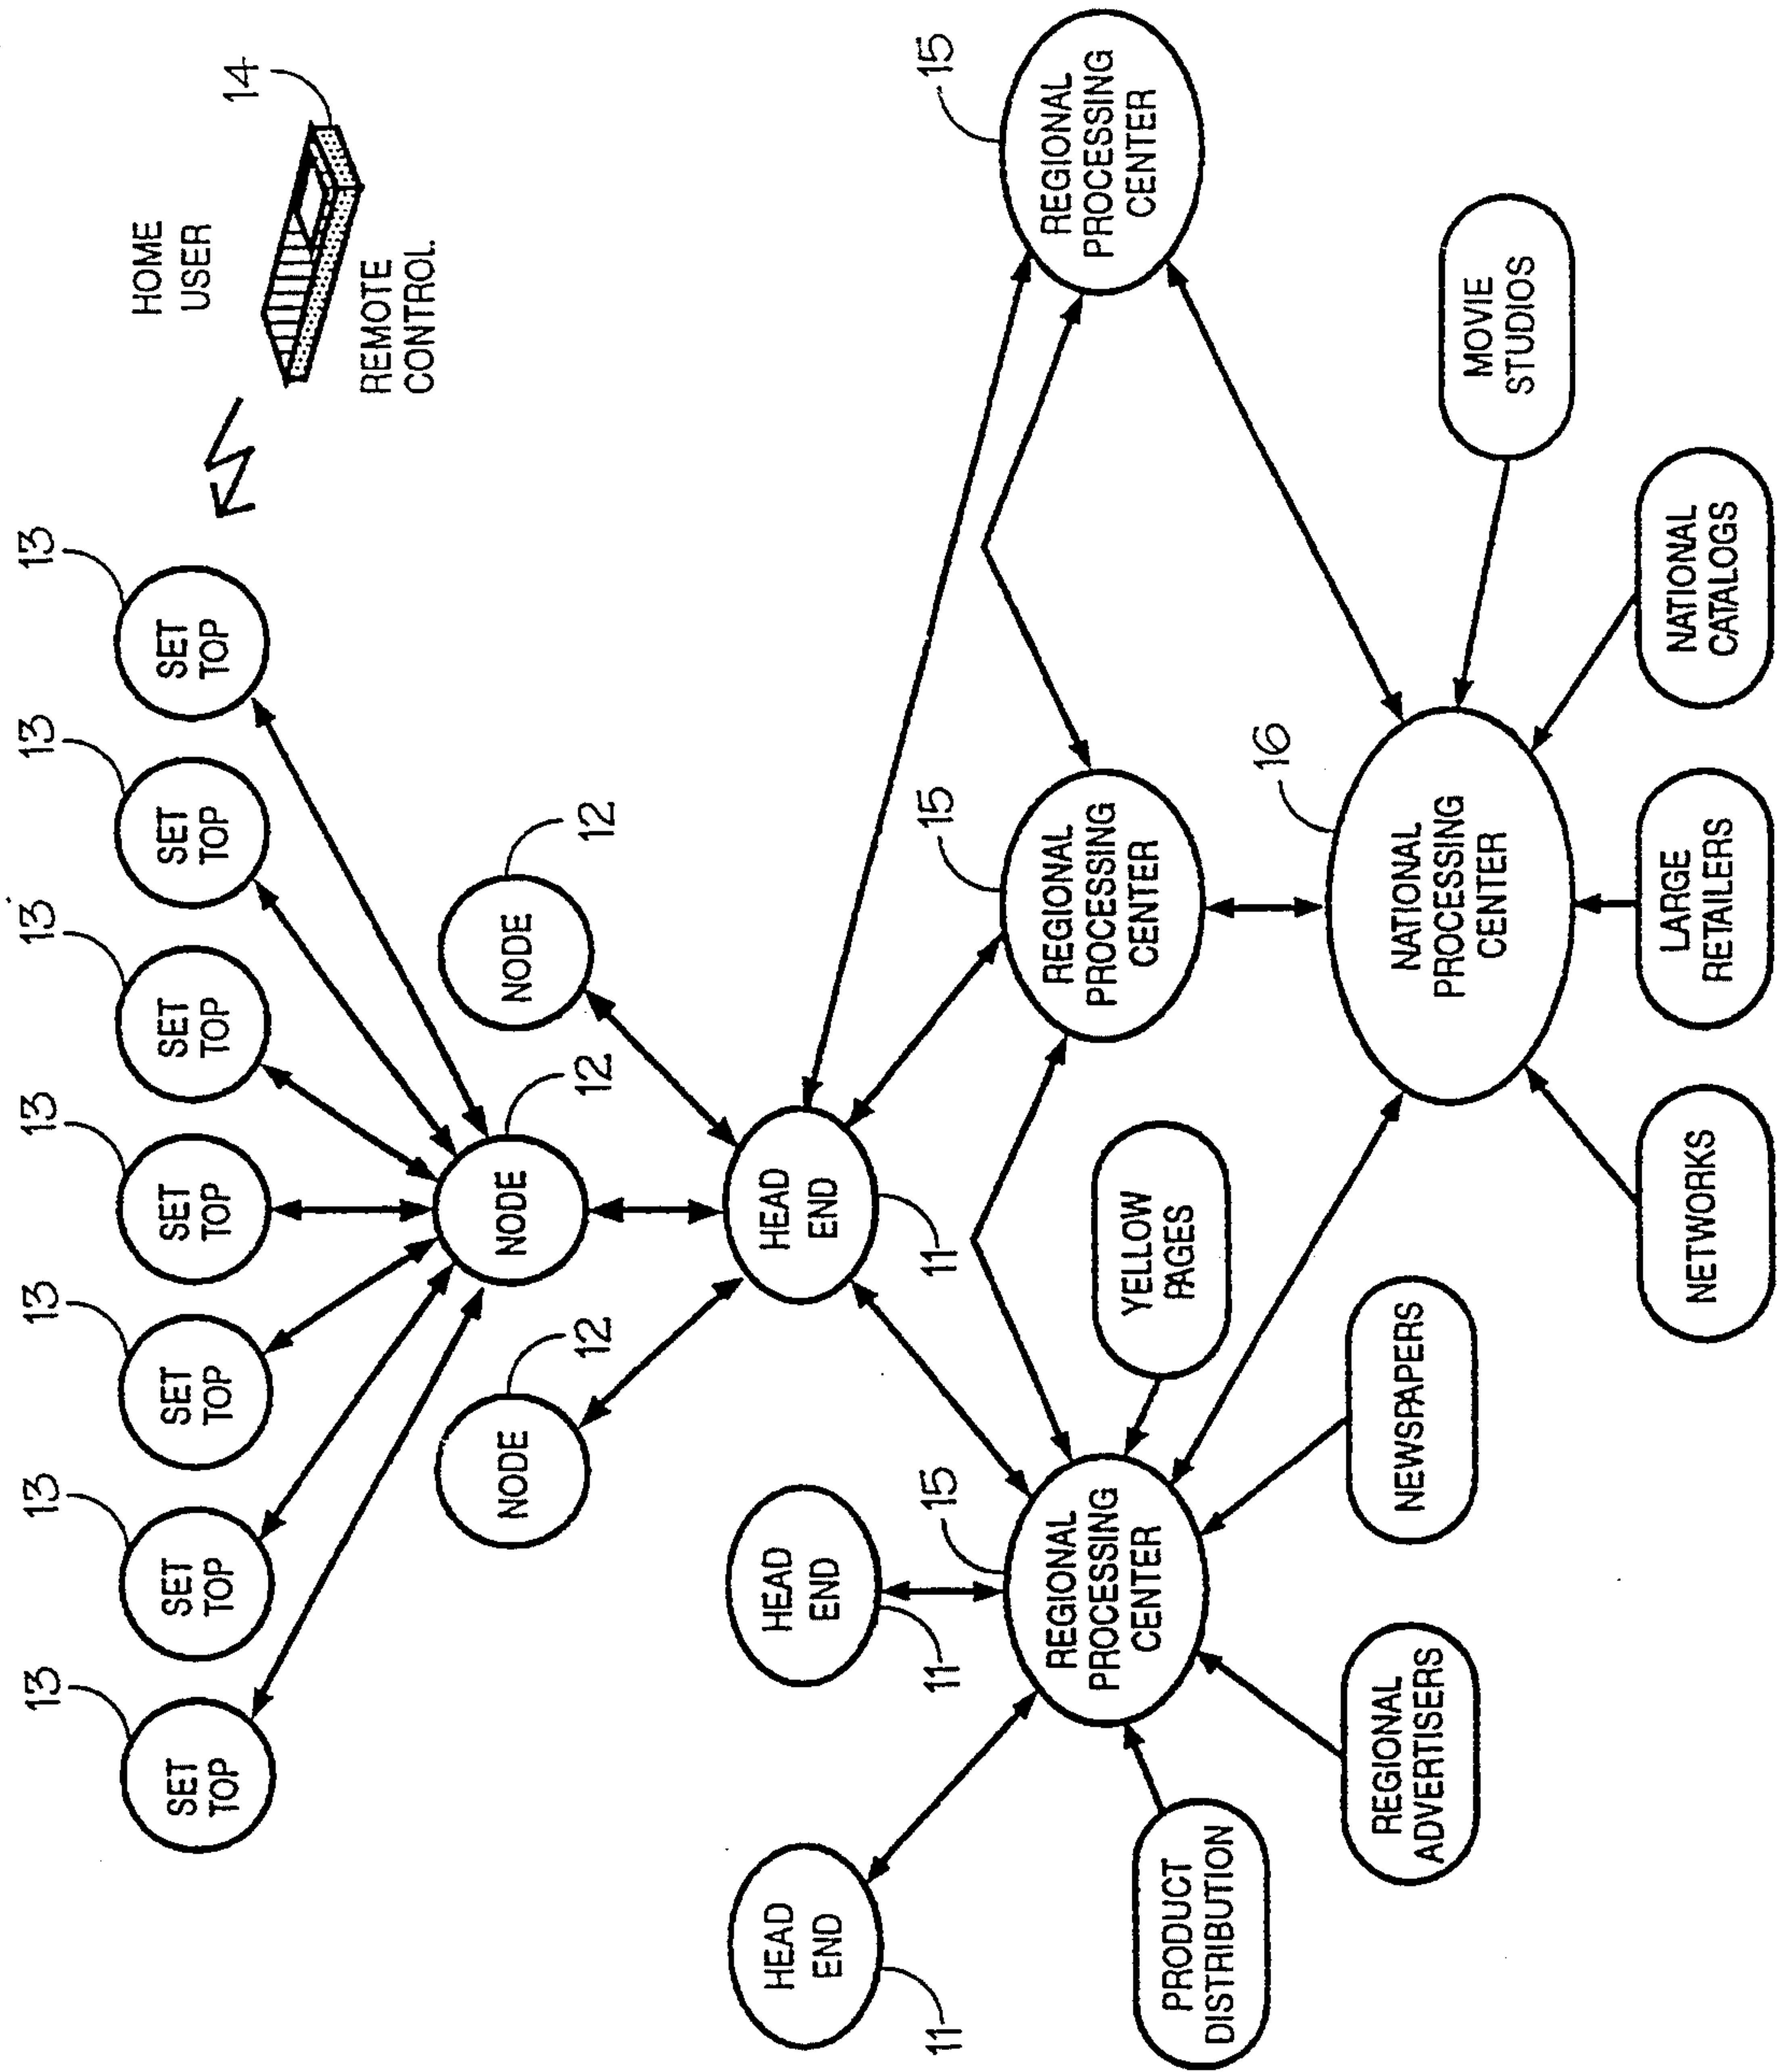 HOME
USER
14
REMOTE
CONTROL
13
SET
TOP
13
SET
TOP
13
SET
TOP
13
SET
TOP
13
SET
TOP
13
SET
TOP
13
SET
TOP
12
NODE
12
NODE
12
NODE
HEAD
END
11
HEAD
END
11
HEAD
END
11
15
REGIONAL
PROCESSING
CENTER
15
REGIONAL
PROCESSING
CENTER
15
REGIONAL
PROCESSING
CENTER
YELLOW
PAGES
16
NATIONAL
PROCESSING
CENTER
PRODUCT
DISTRIBUTION
REGIONAL
ADVERTISERS
NEWSPAPERS
NETWORKS
LARGE
RETAILERS
NATIONAL
CATALOGS
MOVIE
STUDIOS